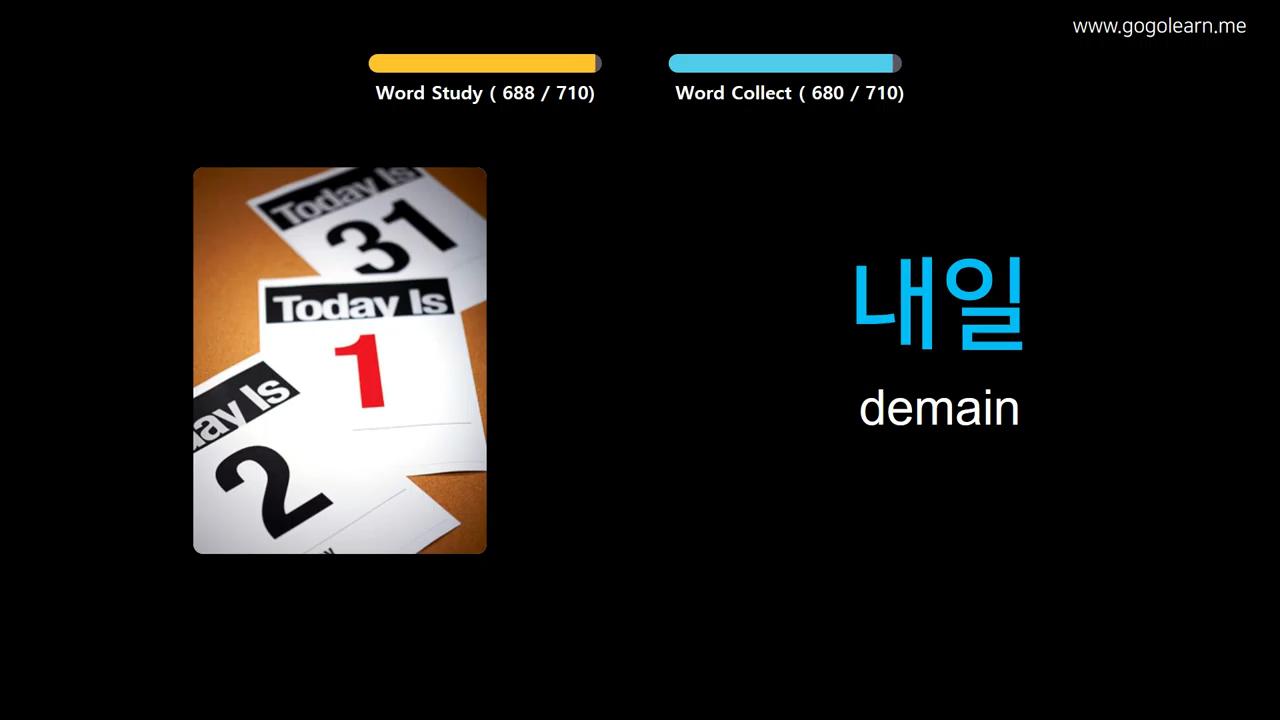 www.gogolearn.me
Word Study ( 688 / 710)
Word Collect ( 680 / 710)
Today Is
31
Today Is
1
ay Is
2
내일
demain